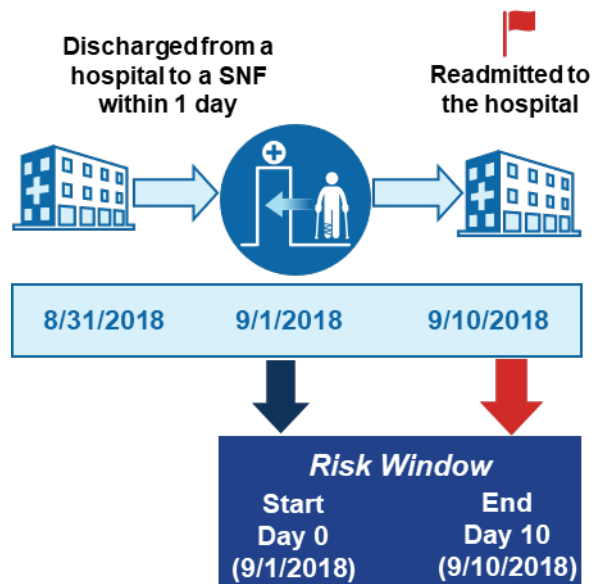 Discharged from a
hospital to a SNF
within 1 day
Readmitted to
the hospital
8/31/2018
9/1/2018
9/10/2018
Risk Window
Start
Day 0
(9/1/2018)
End
Day 10
(9/10/2018)